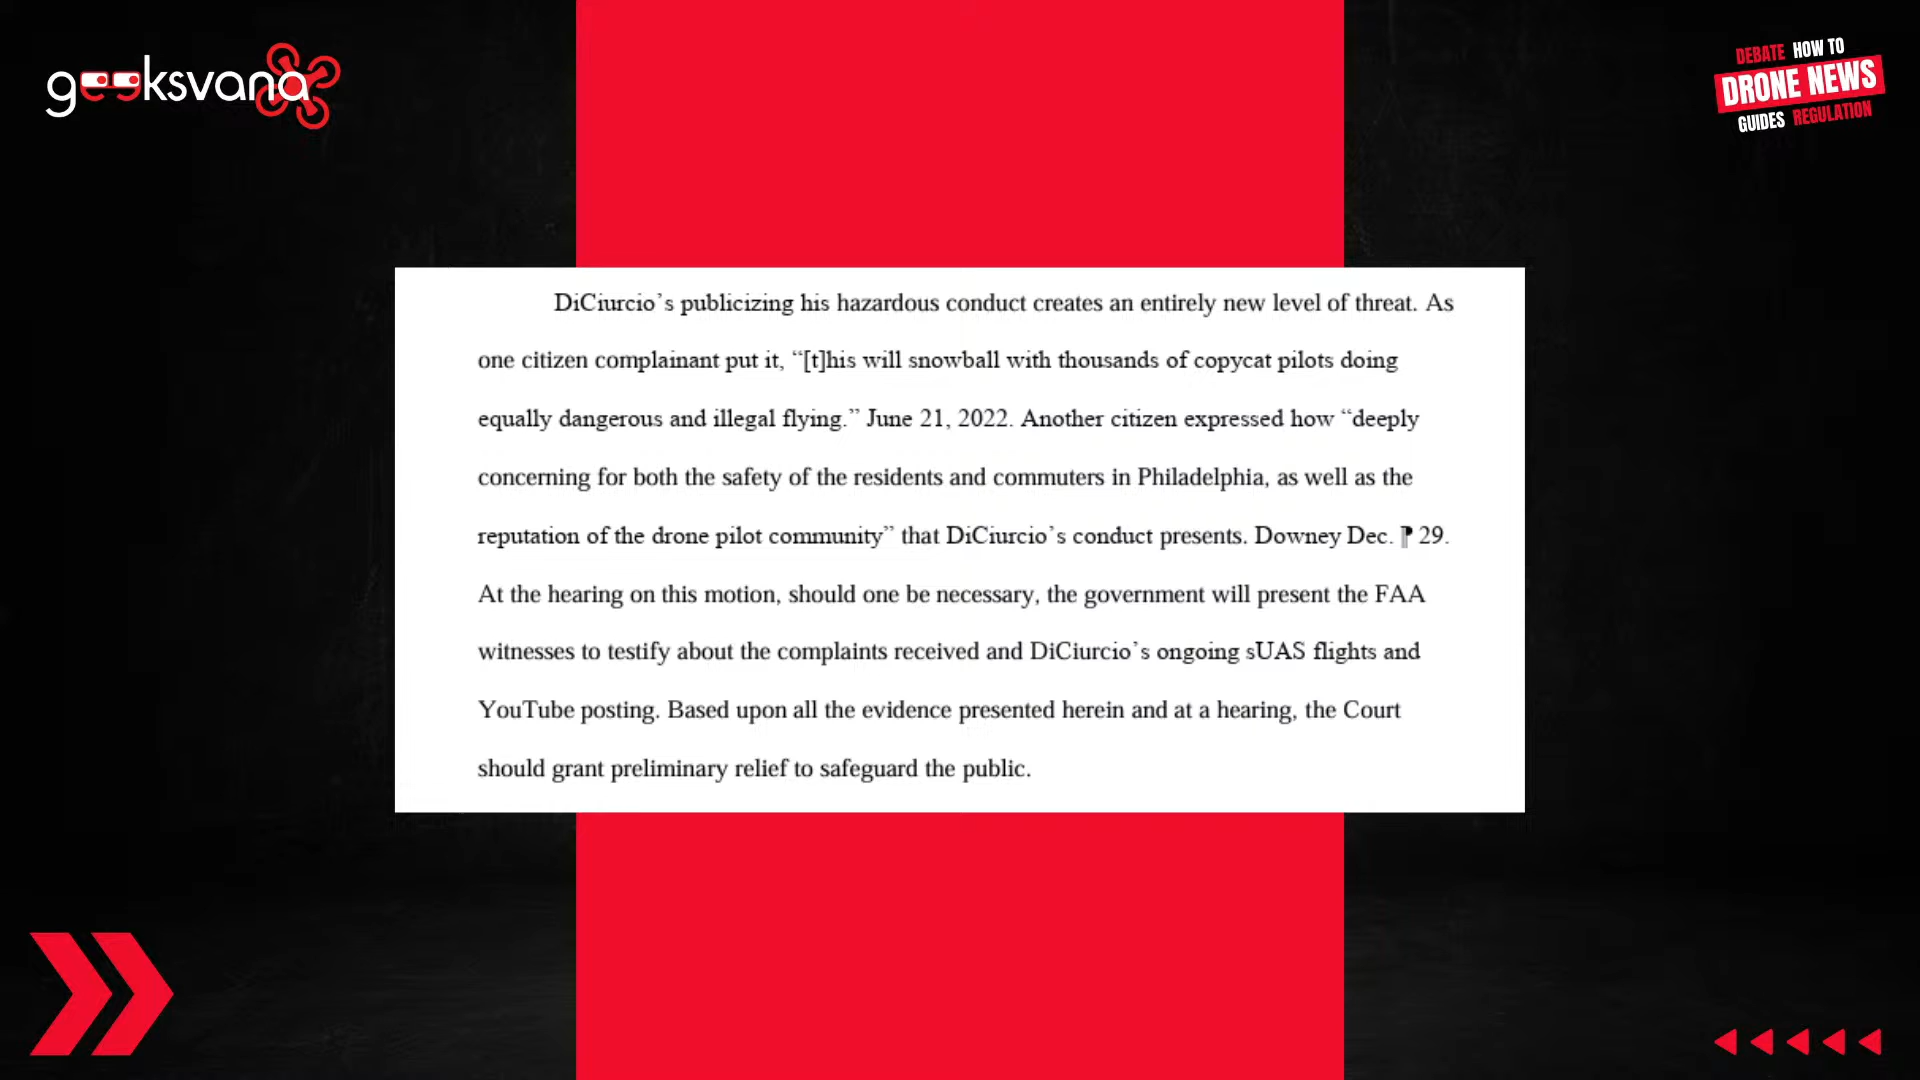 geeksvana
DEBATE HOW TO
DRONE NEWS
GUIDES REGULATION
DiCiurcio’s publicizing his hazardous conduct creates an entirely new level of threat. As
one citizen complainant put it, “[t]his will snowball with thousands of copycat pilots doing
equally dangerous and illegal flying.” June 21, 2022. Another citizen expressed how “deeply
concerning for both the safety of the residents and commuters in Philadelphia, as well as the
reputation of the drone pilot community” that DiCiurcio’s conduct presents. Downey Dec. ⁋ 29.
At the hearing on this motion, should one be necessary, the government will present the FAA
witnesses to testify about the complaints received and DiCiurcio’s ongoing sUAS flights and
YouTube posting. Based upon all the evidence presented herein and at a hearing, the Court
should grant preliminary relief to safeguard the public.